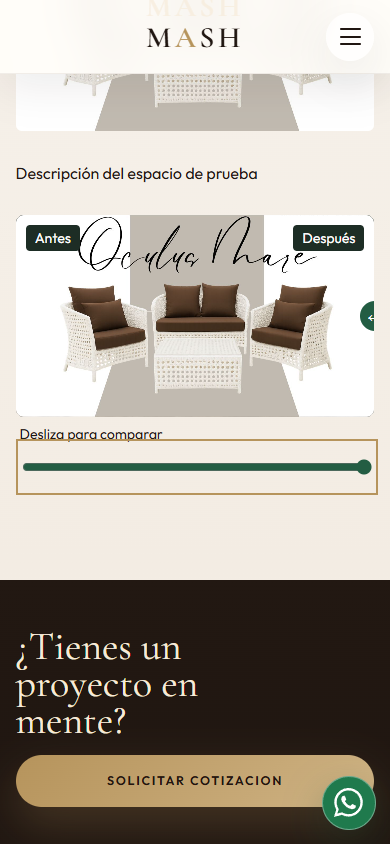 MASH
MASH
Descripción del espacio de prueba
Antes
Después
Oculus Mare
Desliza para comparar
¿Tienes un
proyecto en
mente?
SOLICITAR COTIZACION